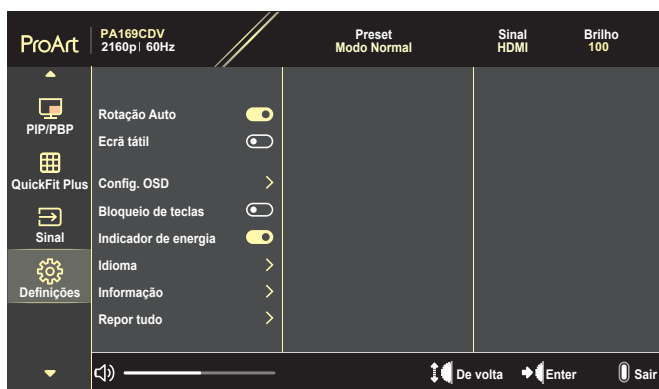 ProArt
PA169CDV
2160p| 60Hz
Preset
Modo Normal
Sinal
HDMI
Brilho
100
PIP/PBP
QuickFit Plus
Sinal
Definições
Rotação Auto
Ecrã tátil
Config. OSD
Bloqueio de teclas
Indicador de energia
Idioma
Informação
Repor tudo
De volta
Enter
Sair